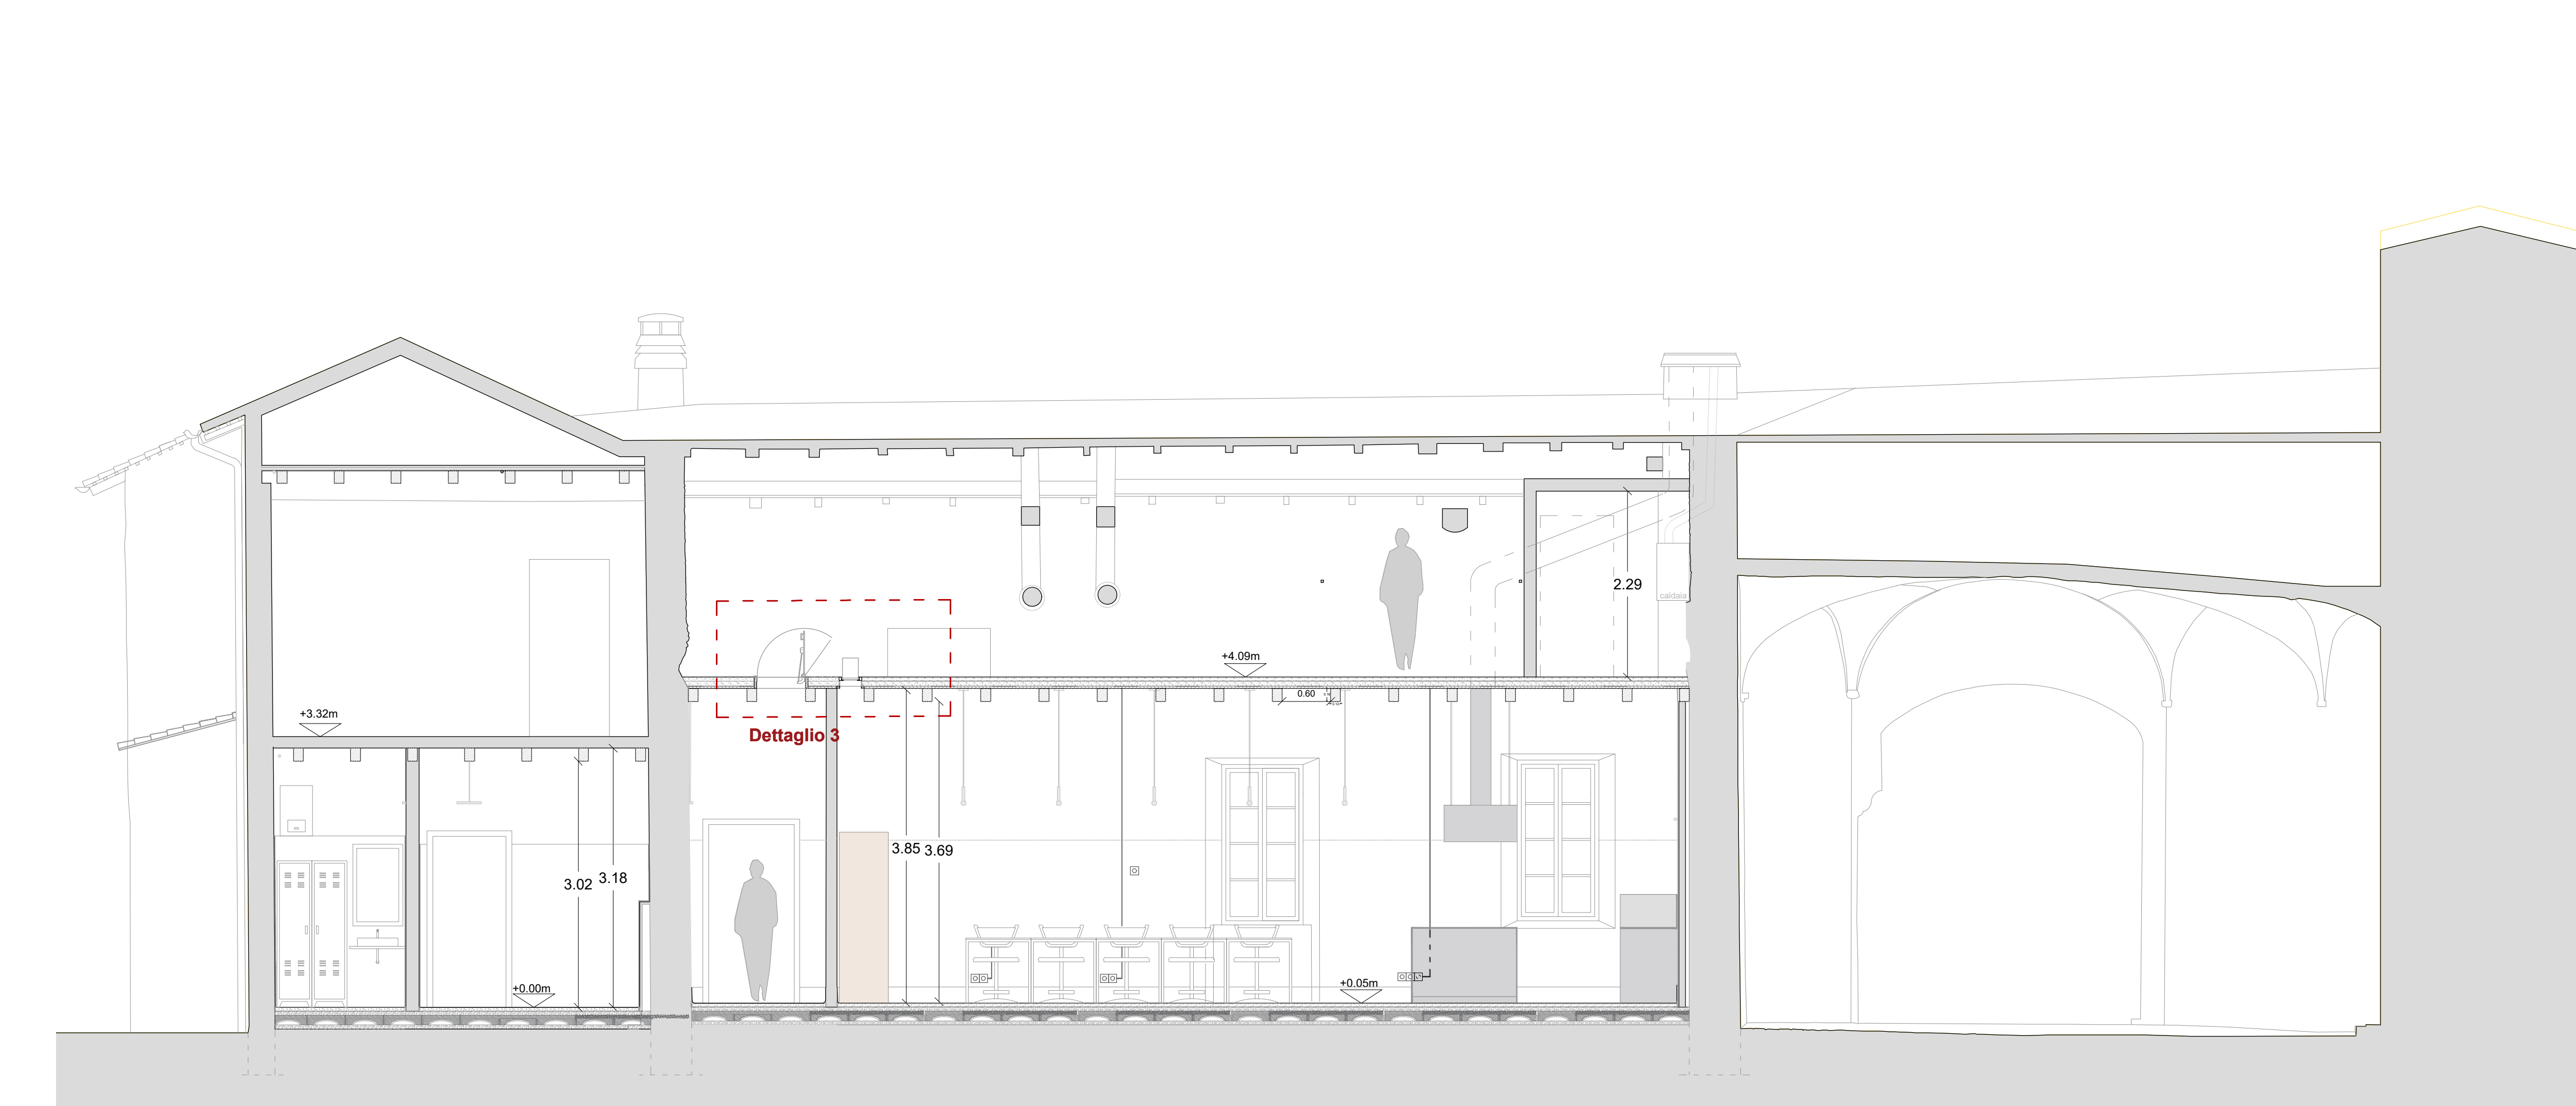 2.29
caldaia
+4.09m
0.60
+3.32m
Dettaglio 3
3.85
3.69
3.02
3.18
+0.00m
+0.05m